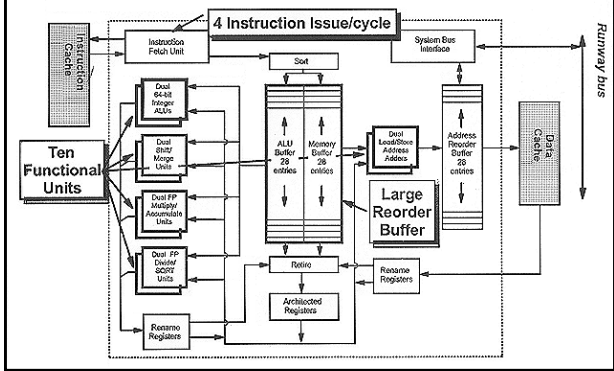 4 Instruction Issue/cycle
Instruction
Cache
Instruction
Fetch Unit
System Bus
Interface
Runway bus
Sort
Dual
64-bit
Integer
ALUs
Dual
Shift/
Merge
Units
Dual FP
Multiply/
Accumulate
Units
Dual FP
Divide/
SQRT
Units
Ten
Functional
Units
ALU
Buffer
28
entries
Memory
Buffer
28
entries
Dual
Load/Store
Address
Adders
Address
Reorder
Buffer
28
entries
Data
Cache
Large
Reorder
Buffer
Retire
Rename
Registers
Architected
Registers
Rename
Registers